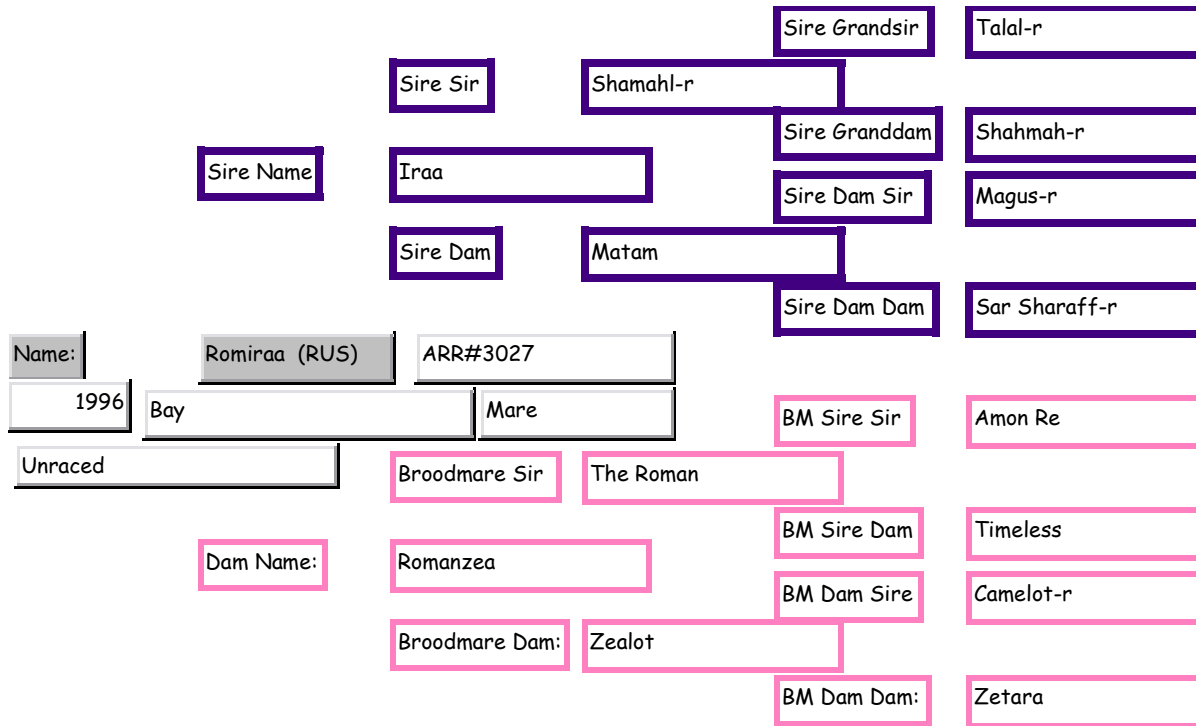 Sire Grandsir Talal-r
Sire Sir Shamahl-r
Sire Granddam Shahmah-r
Sire Name Iraa
Sire Dam Sir Magus-r
Sire Dam Matam
Sire Dam Dam Sar Sharaff-r
Name: Romiraa (RUS) ARR#3027
1996 Bay Mare
BM Sire Sir Amon Re
Unraced
Broodmare Sir The Roman
BM Sire Dam Timeless
Dam Name: Romanzea
BM Dam Sire Camelot-r
Broodmare Dam: Zealot
BM Dam Dam: Zetara